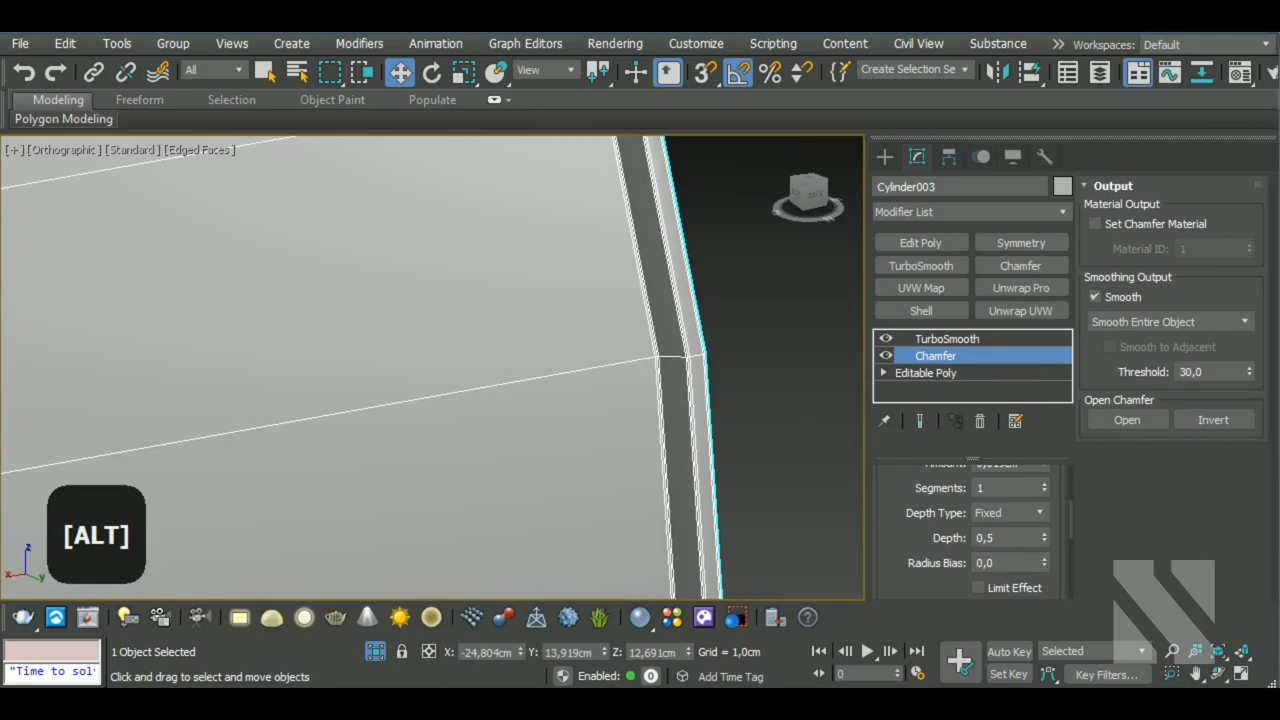 File Edit Tools Group Views Create Modifiers Animation Graph Editors Rendering Customize Scripting Content Civil View Substance Workspaces: Default
All View Create Selection Se
Modeling Freeform Selection Object Paint Populate
Polygon Modeling
[+] [Orthographic] [Standard] [Edged Faces]
Cylinder003
Modifier List
Edit Poly Symmetry
TurboSmooth Chamfer
UVW Map Unwrap Pro
Shell Unwrap UVW
TurboSmooth
Chamfer
Editable Poly
Segments: 1
Depth Type: Fixed
Depth: 0,5
Radius Bias: 0,0
Limit Effect
Output
Material Output
Set Chamfer Material
Material ID: 1
Smoothing Output
Smooth
Smooth Entire Object
Smooth to Adjacent
Threshold: 30,0
Open Chamfer
Open Invert
[ALT]
z
x y
1 Object Selected X: -24,804cm Y: 13,919cm Z: 12,691cm Grid = 1,0cm Auto Key Selected
"Time to sol Click and drag to select and move objects Enabled: 0 Add Time Tag 0 Set Key Key Filters...